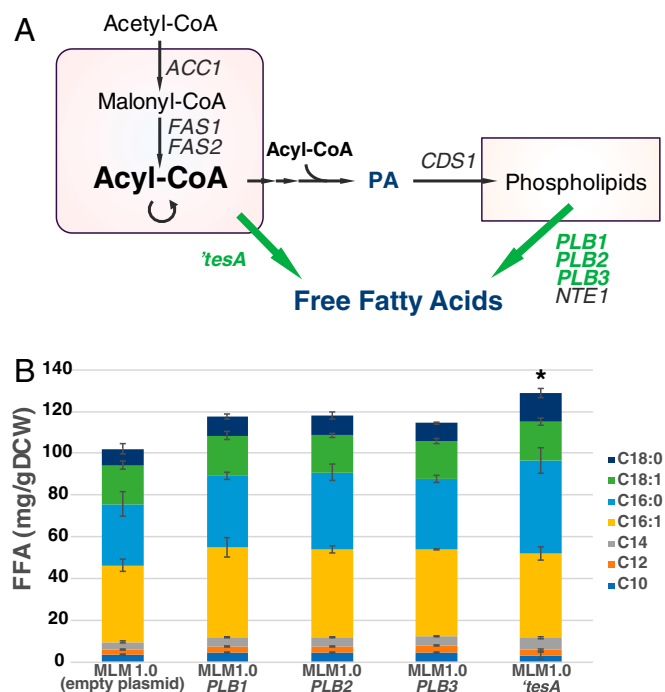 A
Acetyl-CoA
ACC1
Malonyl-CoA
FAS1
FAS2
Acyl-CoA
Acyl-CoA
PA
CDS1
Phospholipids
'tesA
PLB1
PLB2
PLB3
NTE1
Free Fatty Acids
B
FFA (mg/gDCW)
140
120
100
80
60
40
20
0
*
C18:0
C18:1
C16:0
C16:1
C14
C12
C10
MLM1.0
(empty plasmid)
MLM1.0
PLB1
MLM1.0
PLB2
MLM1.0
PLB3
MLM1.0
'tesA